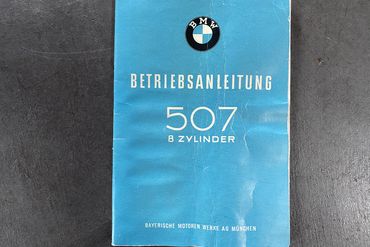 BMW
BETRIEBSANLEITUNG
507
8 ZYLINDER
BAYERISCHE MOTOREN WERKE AG MÜNCHEN